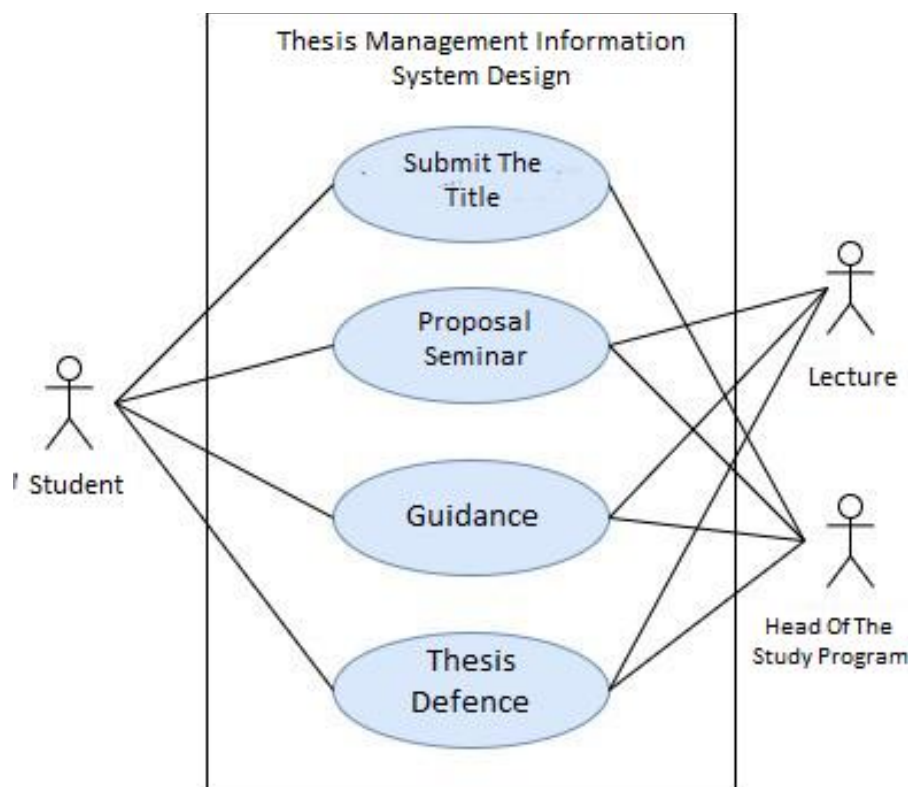 Thesis Management Information
System Design
Submit The
Title
Proposal
Seminar
Lecture
Student
Guidance
Head Of The
Study Program
Thesis
Defence